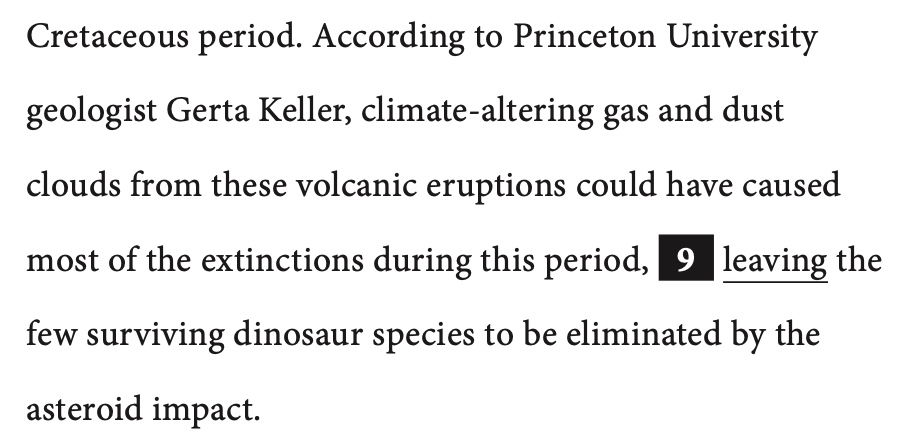 Cretaceous period. According to Princeton University
geologist Gerta Keller, climate-altering gas and dust
clouds from these volcanic eruptions could have caused
most of the extinctions during this period, 9 leaving the
few surviving dinosaur species to be eliminated by the
asteroid impact.